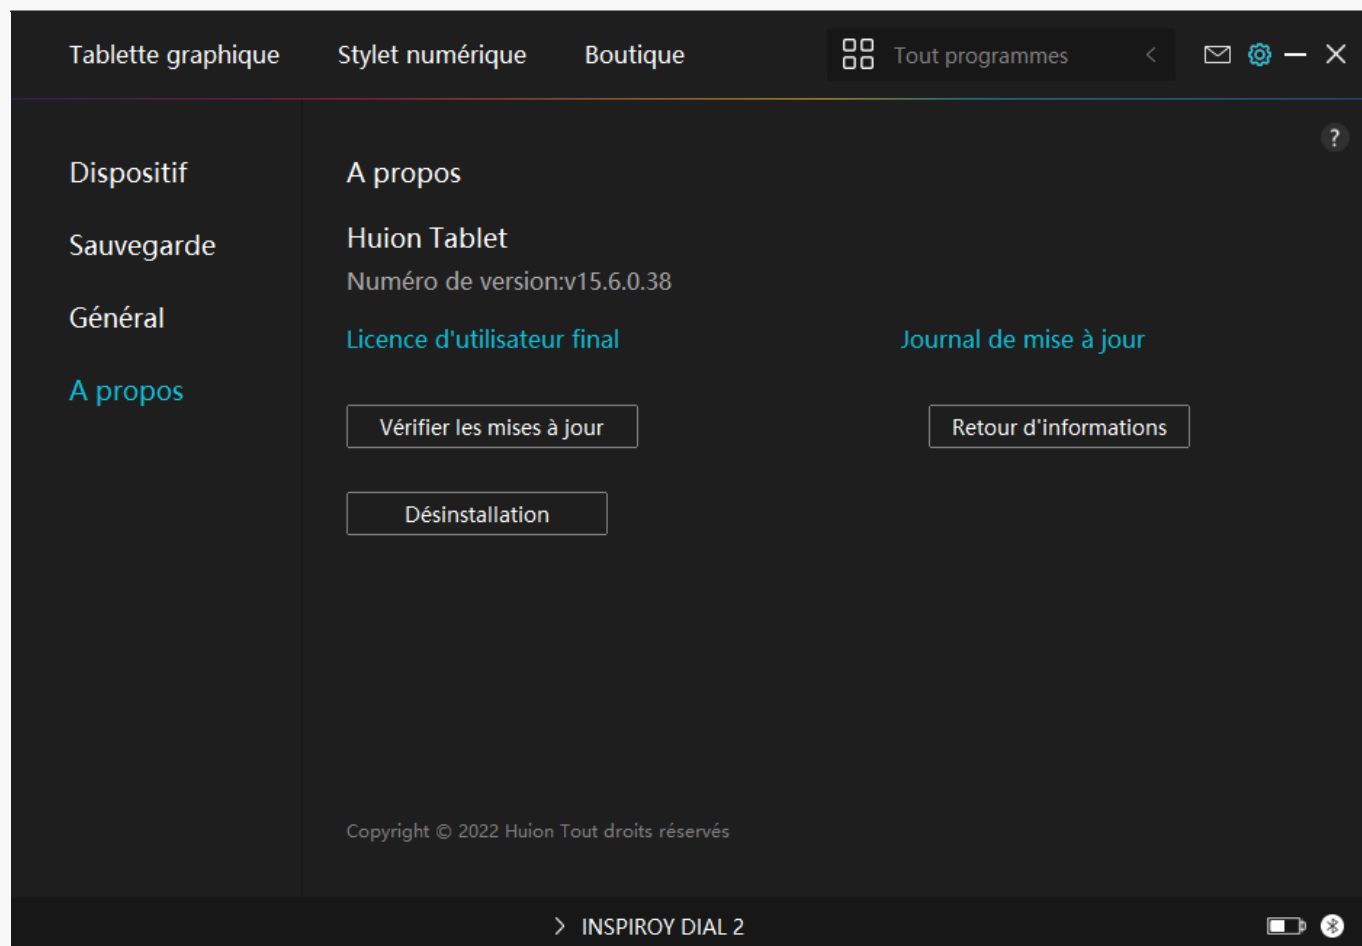 Tablette graphique Stylet numérique Boutique Tout programmes
?
Dispositif
Sauvegarde
Général
A propos
A propos
Huion Tablet
Numéro de version:v15.6.0.38
Licence d'utilisateur final Journal de mise à jour
Vérifier les mises à jour Retour d'informations
Désinstallation
Copyright © 2022 Huion Tout droits réservés
INSPIROY DIAL 2